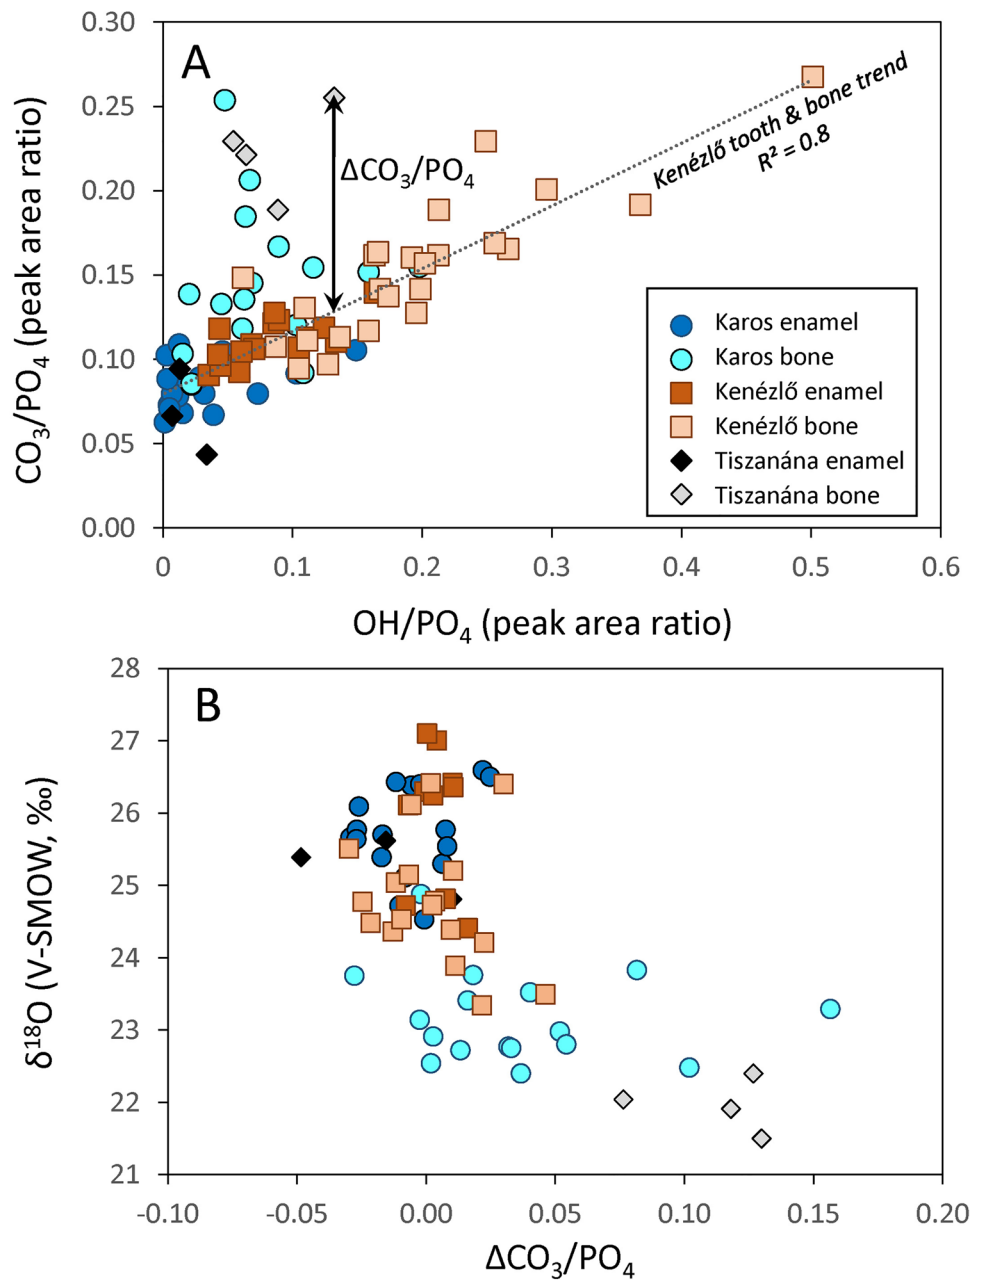 A
0.30
0.25
0.20
0.15
0.10
0.05
0.00
CO₃/PO₄ (peak area ratio)
ΔCO₃/PO₄
Kenézlő tooth & bone trend
R² = 0.8
Karos enamel
Karos bone
Kenézlő enamel
Kenézlő bone
Tiszanána enamel
Tiszanána bone
0 0.1 0.2 0.3 0.4 0.5 0.6
OH/PO₄ (peak area ratio)
B
28
27
26
25
24
23
22
21
δ¹⁸O (V-SMOW, ‰)
-0.10 -0.05 0.00 0.05 0.10 0.15 0.20
ΔCO₃/PO₄